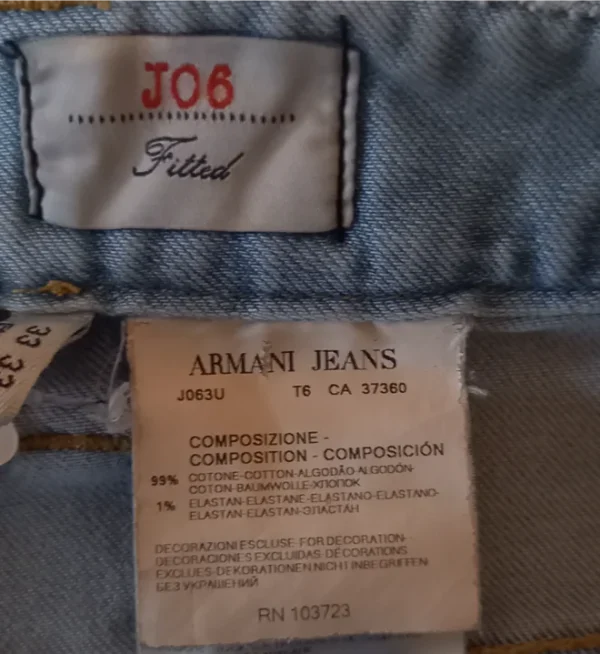 J06
Fitted
33 33
ARMANI JEANS
J063U T6 CA 37360
COMPOSIZIONE -
COMPOSITION - COMPOSICIÓN
99% COTONE-COTTON-ALGODÃO-ALGODÓN-
COTON-BAUMWOLLE-ХЛОПОК
1% ELASTAN-ELASTANE-ELASTANO-ELASTANO-
ELASTAN-ELASTAN-ЭЛАСТАН
DECORAZIONI ESCLUSE FOR DECORATION-
DECORACIONES EXCLUIDAS DÉCORATIONS
EXCLUES-DEKORATIONEN NICHT INBEGRIFFEN-
БЕЗ УКРАШЕНИЙ
RN 103723